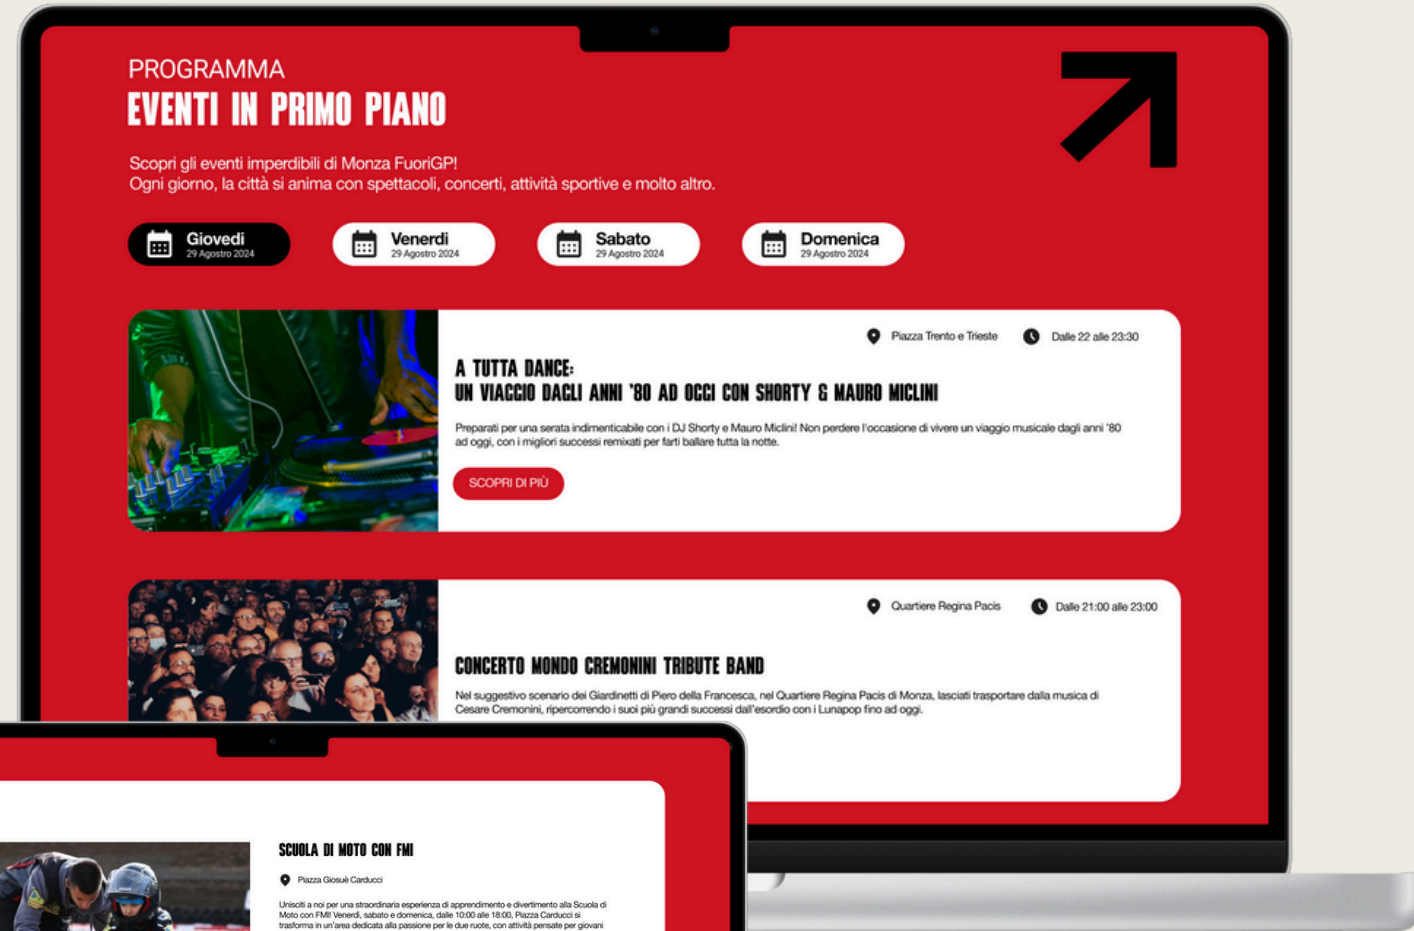 PROGRAMMA
EVENTI IN PRIMO PIANO
Scopri gli eventi imperdibili di Monza FuoriGP!
Ogni giorno, la città si anima con spettacoli, concerti, attività sportive e molto altro.
Giovedi
29 Agostro 2024
Venerdi
29 Agostro 2024
Sabato
29 Agostro 2024
Domenica
29 Agostro 2024
Piazza Trento e Trieste
Dalle 22 alle 23:30
A TUTTA DANCE:
UN VIAGGIO DAGLI ANNI '80 AD OGGI CON SHORTY & MAURO MICLINI
Preparati per una serata indimenticabile con i DJ Shorty e Mauro Miclini! Non perdere l'occasione di vivere un viaggio musicale dagli anni '80
ad oggi, con i migliori successi remixati per farti ballare tutta la notte.
SCOPRI DI PIÙ
Quartiere Regina Pacis
Dalle 21:00 alle 23:00
CONCERTO MONDO CREMONINI TRIBUTE BAND
Nel suggestivo scenario dei Giardinetti di Piero della Francesca, nel Quartiere Regina Pacis di Monza, lasciati trasportare dalla musica di
Cesare Cremonini, ripercorrendo i suoi più grandi successi dall'esordio con i Lunapop fino ad oggi.
SCUOLA DI MOTO CON FMI
Piazza Giosuè Carducci
Unisciti a noi per una straordinaria esperienza di apprendimento e divertimento alla Scuola di
Moto con FMI! Venerdì, sabato e domenica, dalle 10:00 alle 18:00, Piazza Carducci si
trasforma in un'area dedicata alla passione per le due ruote, con attività pensate per giovani